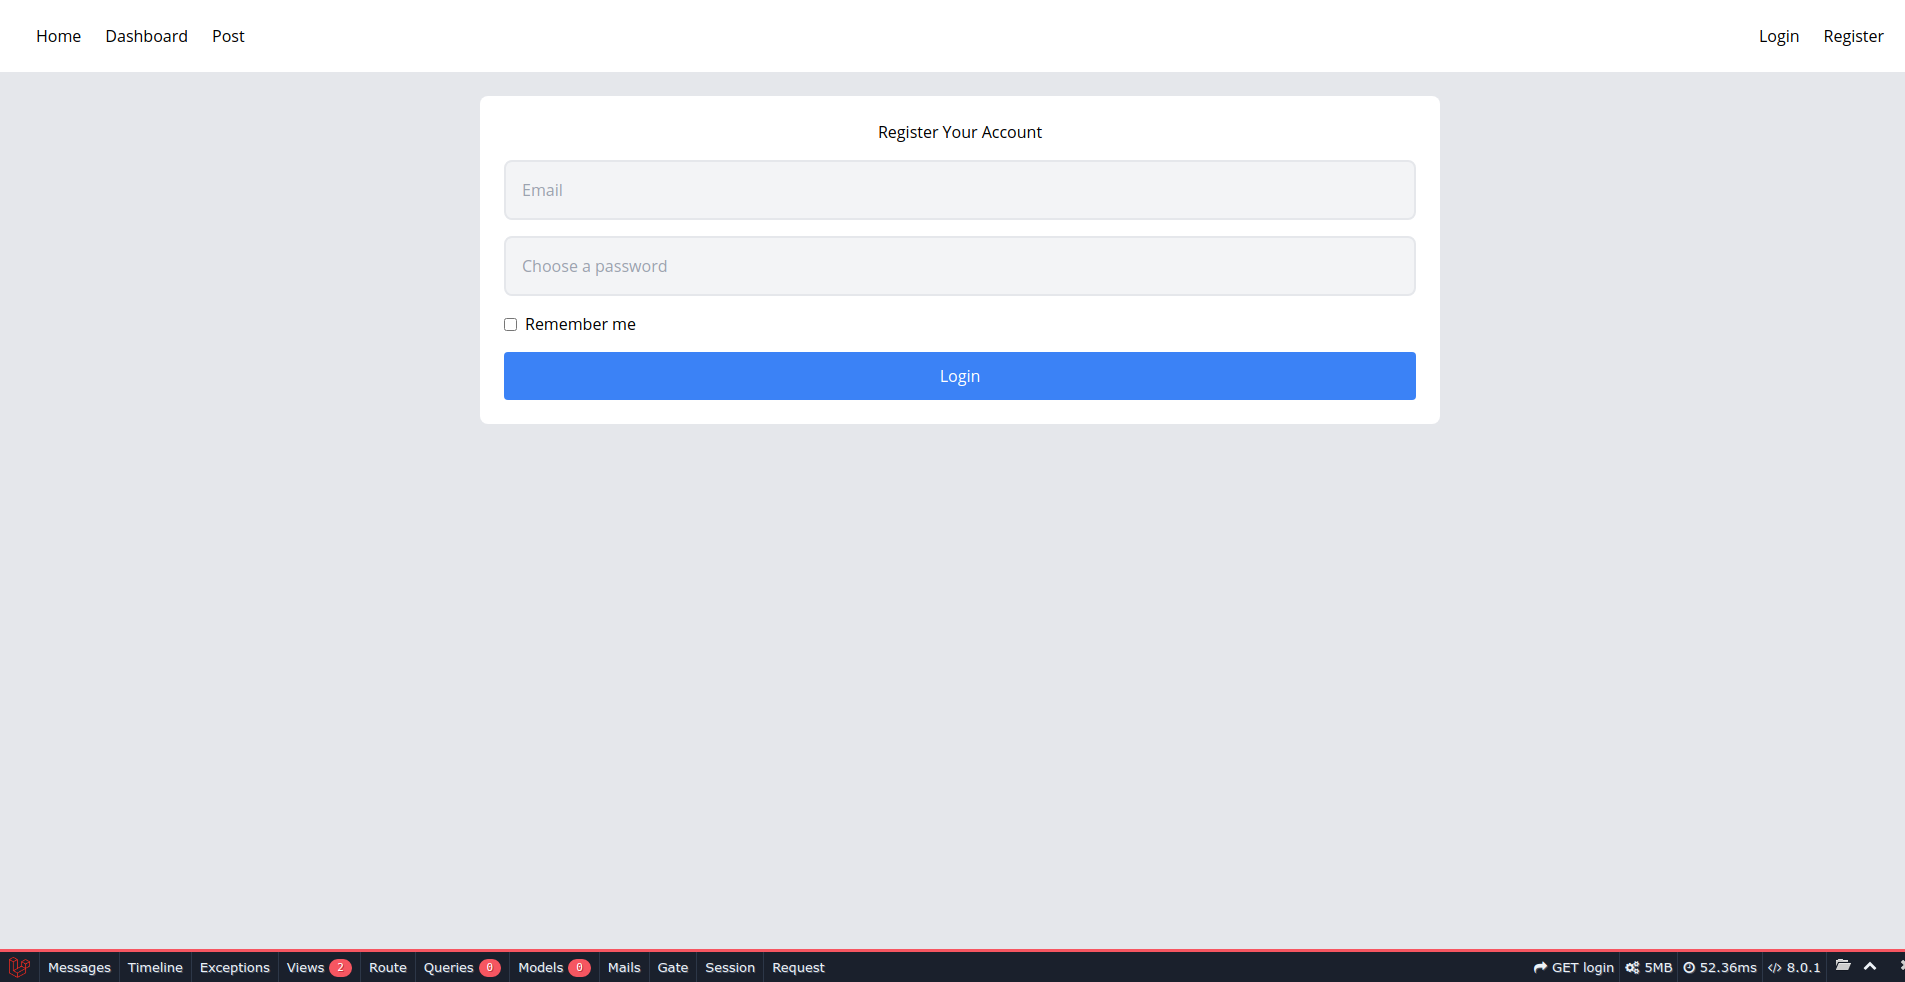 Home Dashboard Post Login Register
Register Your Account
Email
Choose a password
Remember me
Login
Messages Timeline Exceptions Views 2 Route Queries 0 Models 0 Mails Gate Session Request GET login 5MB 52.36ms 8.0.1